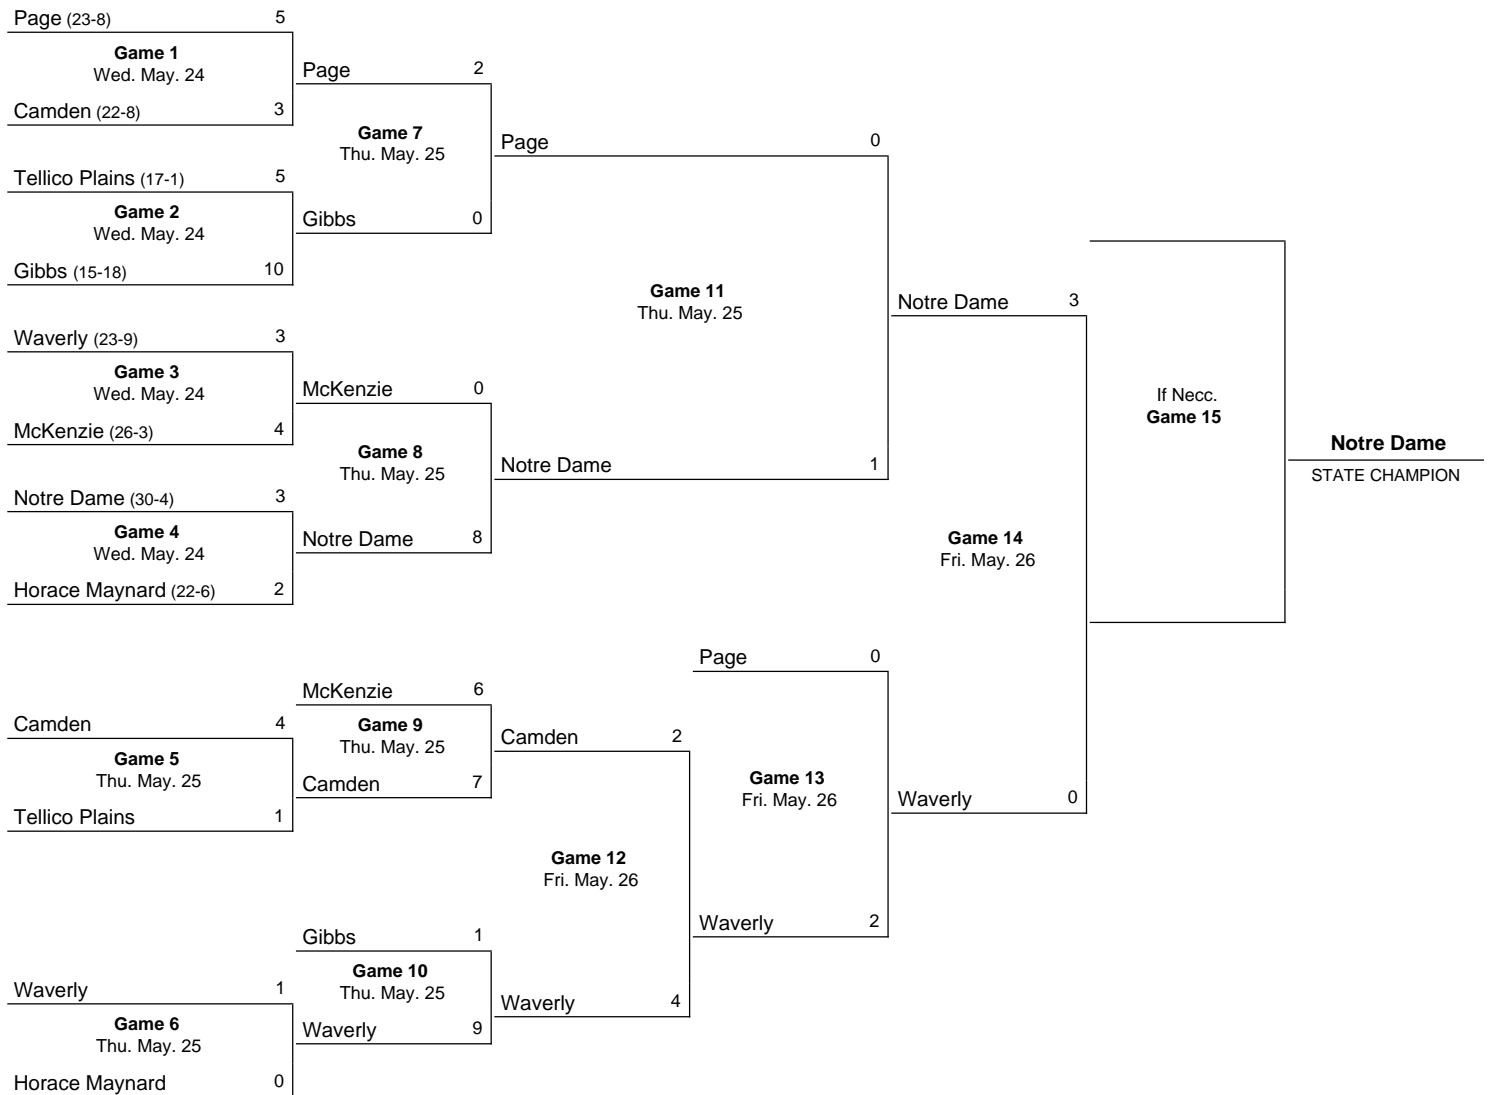 Page (23-8) 5
Game 1
Wed. May. 24
Camden (22-8) 3
Tellico Plains (17-1) 5
Game 2
Wed. May. 24
Gibbs (15-18) 10
Waverly (23-9) 3
Game 3
Wed. May. 24
McKenzie (26-3) 4
Notre Dame (30-4) 3
Game 4
Wed. May. 24
Horace Maynard (22-6) 2
Page 2
Game 7
Thu. May. 25
Gibbs 0
McKenzie 0
Game 8
Thu. May. 25
Notre Dame 8
Page 0
Game 11
Thu. May. 25
Notre Dame 1
Notre Dame 3
Game 14
Fri. May. 26
Waverly 0
If Necc.
Game 15
Notre Dame
STATE CHAMPION
Camden 4
Game 5
Thu. May. 25
Tellico Plains 1
Waverly 1
Game 6
Thu. May. 25
Horace Maynard 0
McKenzie 6
Game 9
Thu. May. 25
Camden 7
Gibbs 1
Game 10
Thu. May. 25
Waverly 9
Camden 2
Game 12
Fri. May. 26
Waverly 4
Page 0
Game 13
Fri. May. 26
Waverly 2